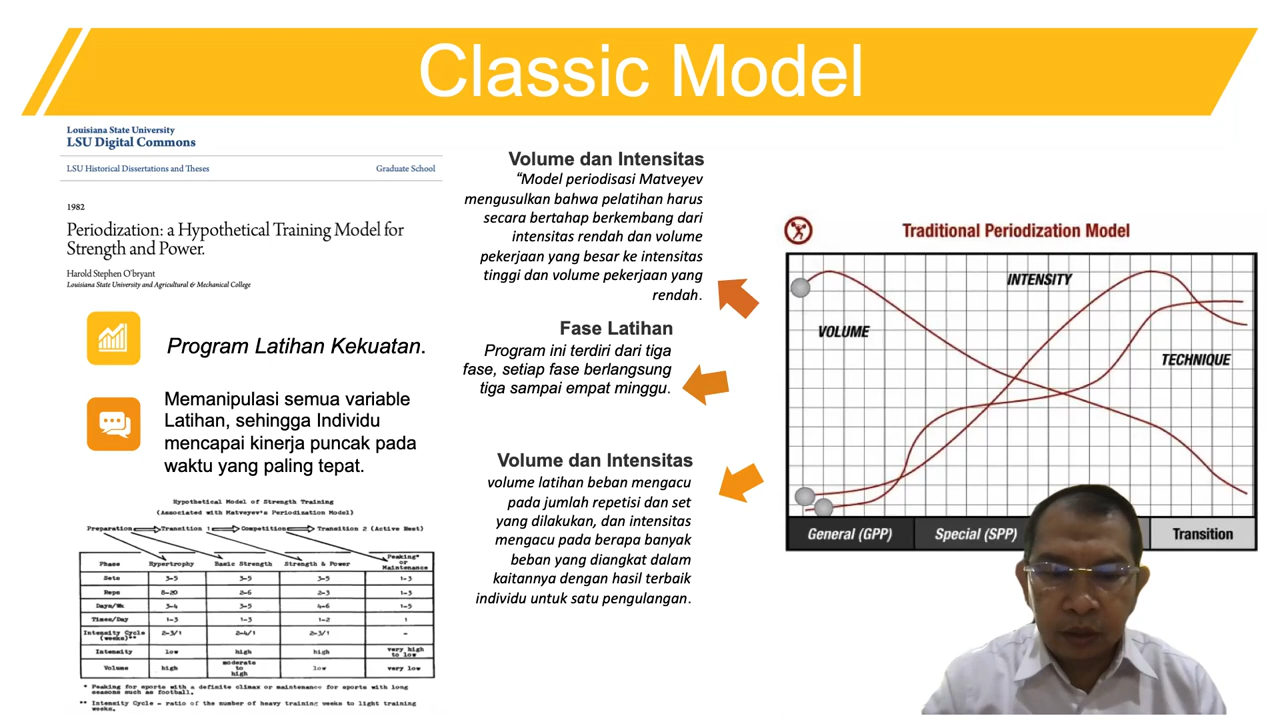 Classic Model
Louisiana State University
LSU Digital Commons
LSU Historical Dissertations and Theses
Graduate School
1982
Periodization: a Hypothetical Training Model for
Strength and Power.
Harold Stephen O'bryant
Louisiana State University and Agricultural & Mechanical College
Program Latihan Kekuatan.
Memanipulasi semua variable
Latihan, sehingga Individu
mencapai kinerja puncak pada
waktu yang paling tepat.
Hypothetical Model of Strength Training
(Associated with Matveyev's Periodization Model)
Preparation Transition 1 Competition Transition 2 (Active Rest)
Phase Hypertrophy Basic Strength Strength & Power Peaking* or Maintenance
Sets 3-5 3-5 3-5 1-3
Reps 8-20 2-6 2-3 1-3
Days/Wk 3-4 3-5 4-6 1-5
Times/Day 1-3 1-3 1-2 1
Intensity Cycle (weeks)** 2-3/1 2-4/1 2-3/1 -
Intensity low high high very high to low
Volume high moderate to high low very low
* Peaking for sports with a definite climax or maintenance for sports with long
seasons such as football.
** Intensity Cycle - ratio of the number of heavy training weeks to light training
weeks.
Volume dan Intensitas
“Model periodisasi Matveyev
mengusulkan bahwa pelatihan harus
secara bertahap berkembang dari
intensitas rendah dan volume
pekerjaan yang besar ke intensitas
tinggi dan volume pekerjaan yang
rendah.
Fase Latihan
Program ini terdiri dari tiga
fase, setiap fase berlangsung
tiga sampai empat minggu.
Volume dan Intensitas
volume latihan beban mengacu
pada jumlah repetisi dan set
yang dilakukan, dan intensitas
mengacu pada berapa banyak
beban yang diangkat dalam
kaitannya dengan hasil terbaik
individu untuk satu pengulangan.
Traditional Periodization Model
INTENSITY
VOLUME
TECHNIQUE
General (GPP)
Special (SPP)
Transition